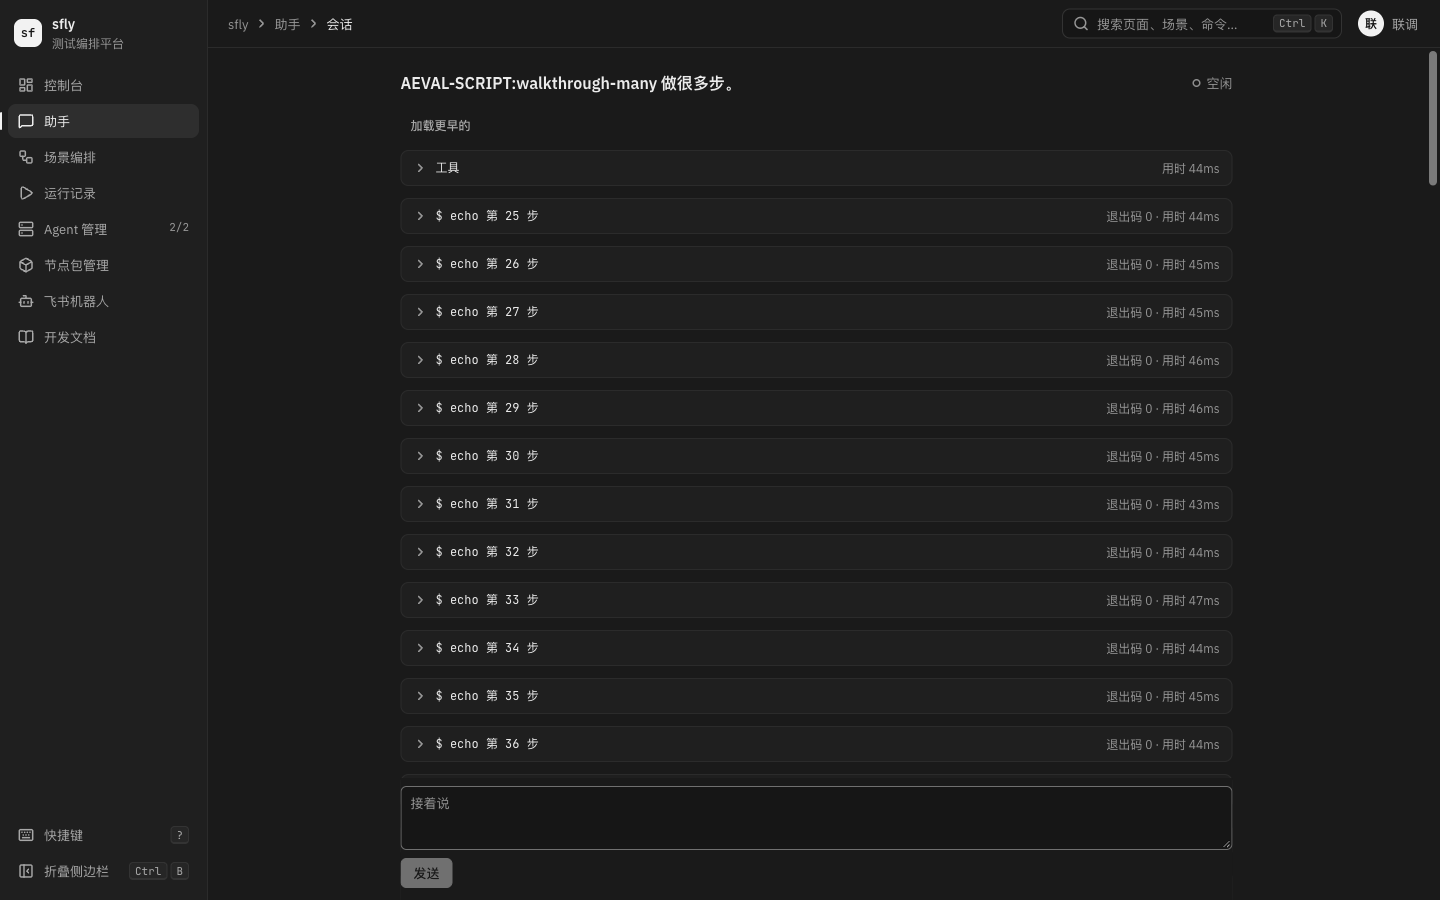 sf
sfly
测试编排平台
控制台
助手
场景编排
运行记录
Agent 管理 2/2
节点包管理
飞书机器人
开发文档
快捷键 ?
折叠侧边栏 Ctrl B
sfly > 助手 > 会话
搜索页面、场景、命令... Ctrl K
联 联调
AEVAL-SCRIPT:walkthrough-many 做很多步。 空闲
加载更早的
工具 用时 44ms
$ echo 第 25 步 退出码 0 · 用时 44ms
$ echo 第 26 步 退出码 0 · 用时 45ms
$ echo 第 27 步 退出码 0 · 用时 45ms
$ echo 第 28 步 退出码 0 · 用时 46ms
$ echo 第 29 步 退出码 0 · 用时 46ms
$ echo 第 30 步 退出码 0 · 用时 45ms
$ echo 第 31 步 退出码 0 · 用时 43ms
$ echo 第 32 步 退出码 0 · 用时 44ms
$ echo 第 33 步 退出码 0 · 用时 47ms
$ echo 第 34 步 退出码 0 · 用时 44ms
$ echo 第 35 步 退出码 0 · 用时 45ms
$ echo 第 36 步 退出码 0 · 用时 44ms
接着说
发送